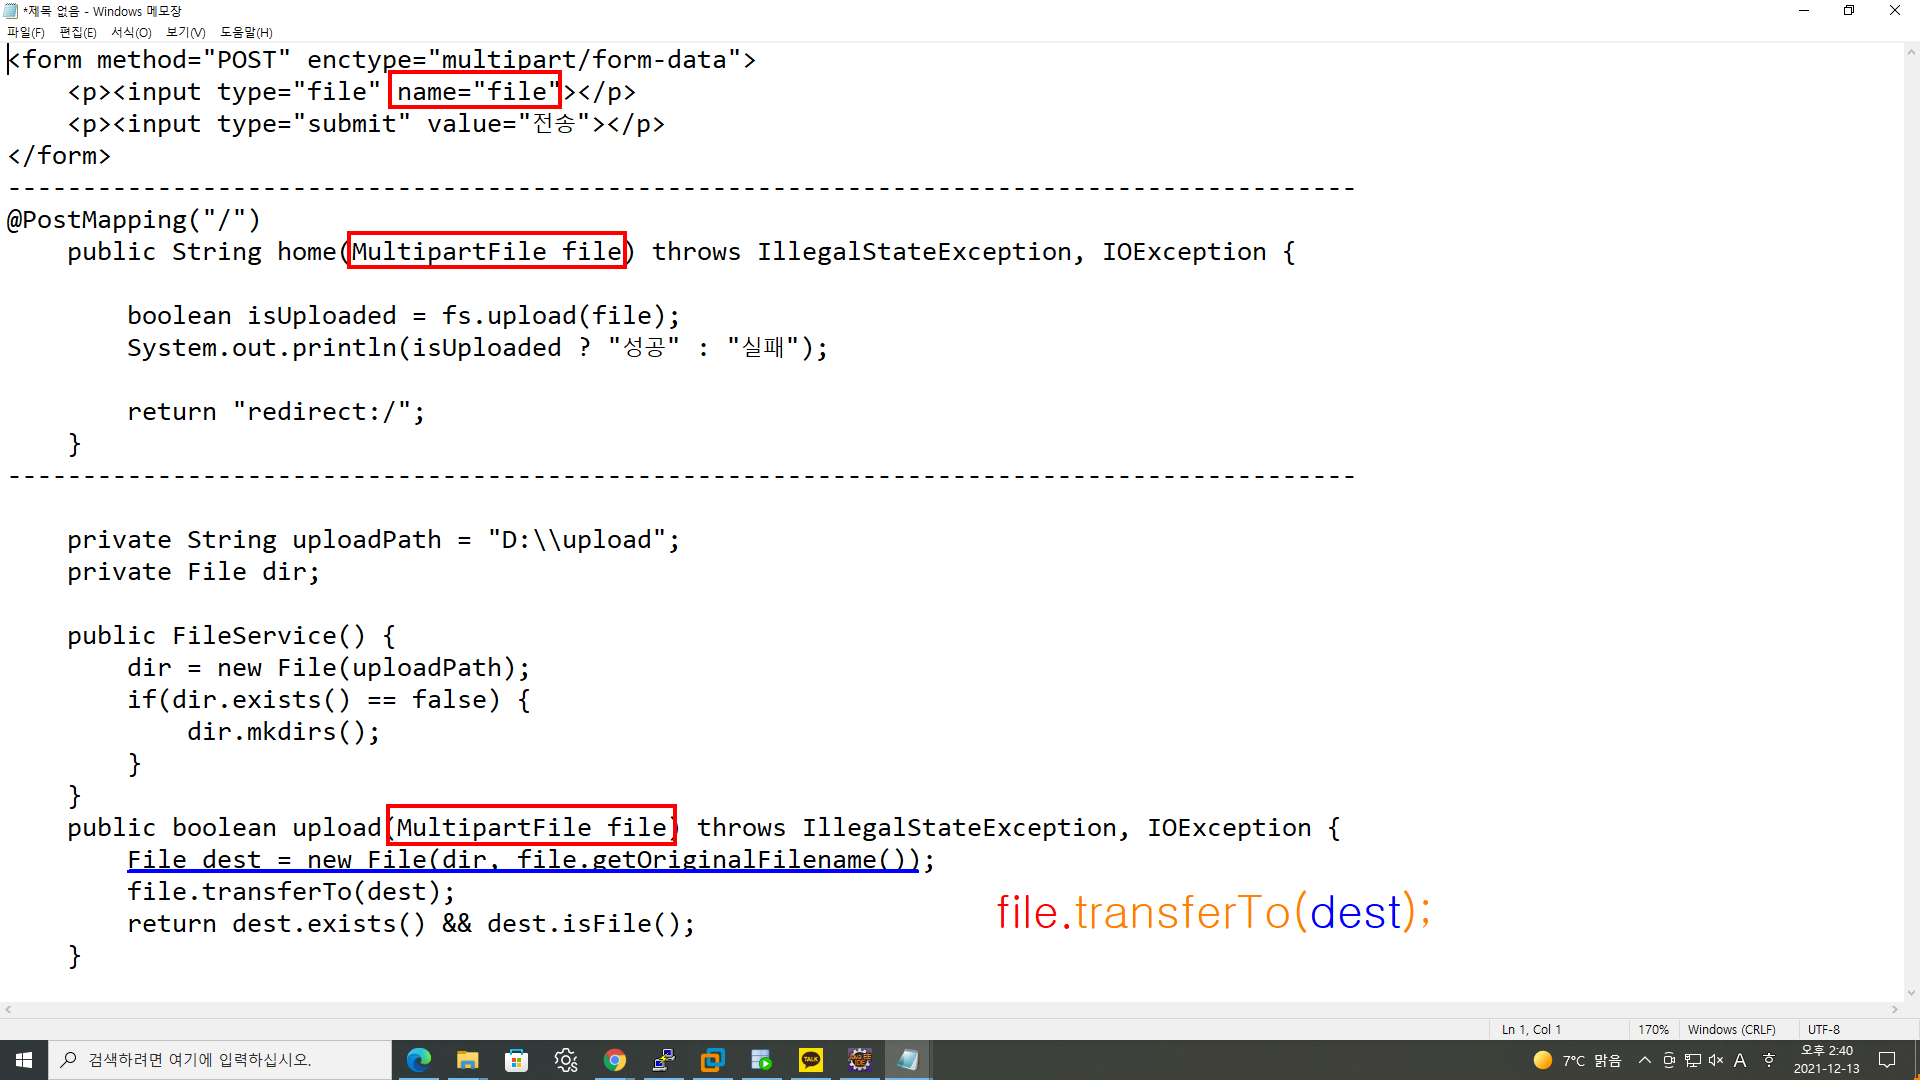 *제목 없음 - Windows 메모장
파일(F) 편집(E) 서식(O) 보기(V) 도움말(H)
<form method="POST" enctype="multipart/form-data">
    <p><input type="file" name="file"></p>
    <p><input type="submit" value="전송"></p>
</form>
------------------------------------------------------------------------------------------
@PostMapping("/")
    public String home(MultipartFile file) throws IllegalStateException, IOException {
        boolean isUploaded = fs.upload(file);
        System.out.println(isUploaded ? "성공" : "실패");
        return "redirect:/";
    }
------------------------------------------------------------------------------------------
    private String uploadPath = "D:\\upload";
    private File dir;
    public FileService() {
        dir = new File(uploadPath);
        if(dir.exists() == false) {
            dir.mkdirs();
        }
    }
    public boolean upload(MultipartFile file) throws IllegalStateException, IOException {
        File dest = new File(dir, file.getOriginalFilename());
        file.transferTo(dest);
        return dest.exists() && dest.isFile();
    }
file.transferTo(dest);
Ln 1, Col 1 170% Windows (CRLF) UTF-8
검색하려면 여기에 입력하십시오.
TALK
7°C 맑음
A 한
오후 2:40
2021-12-13